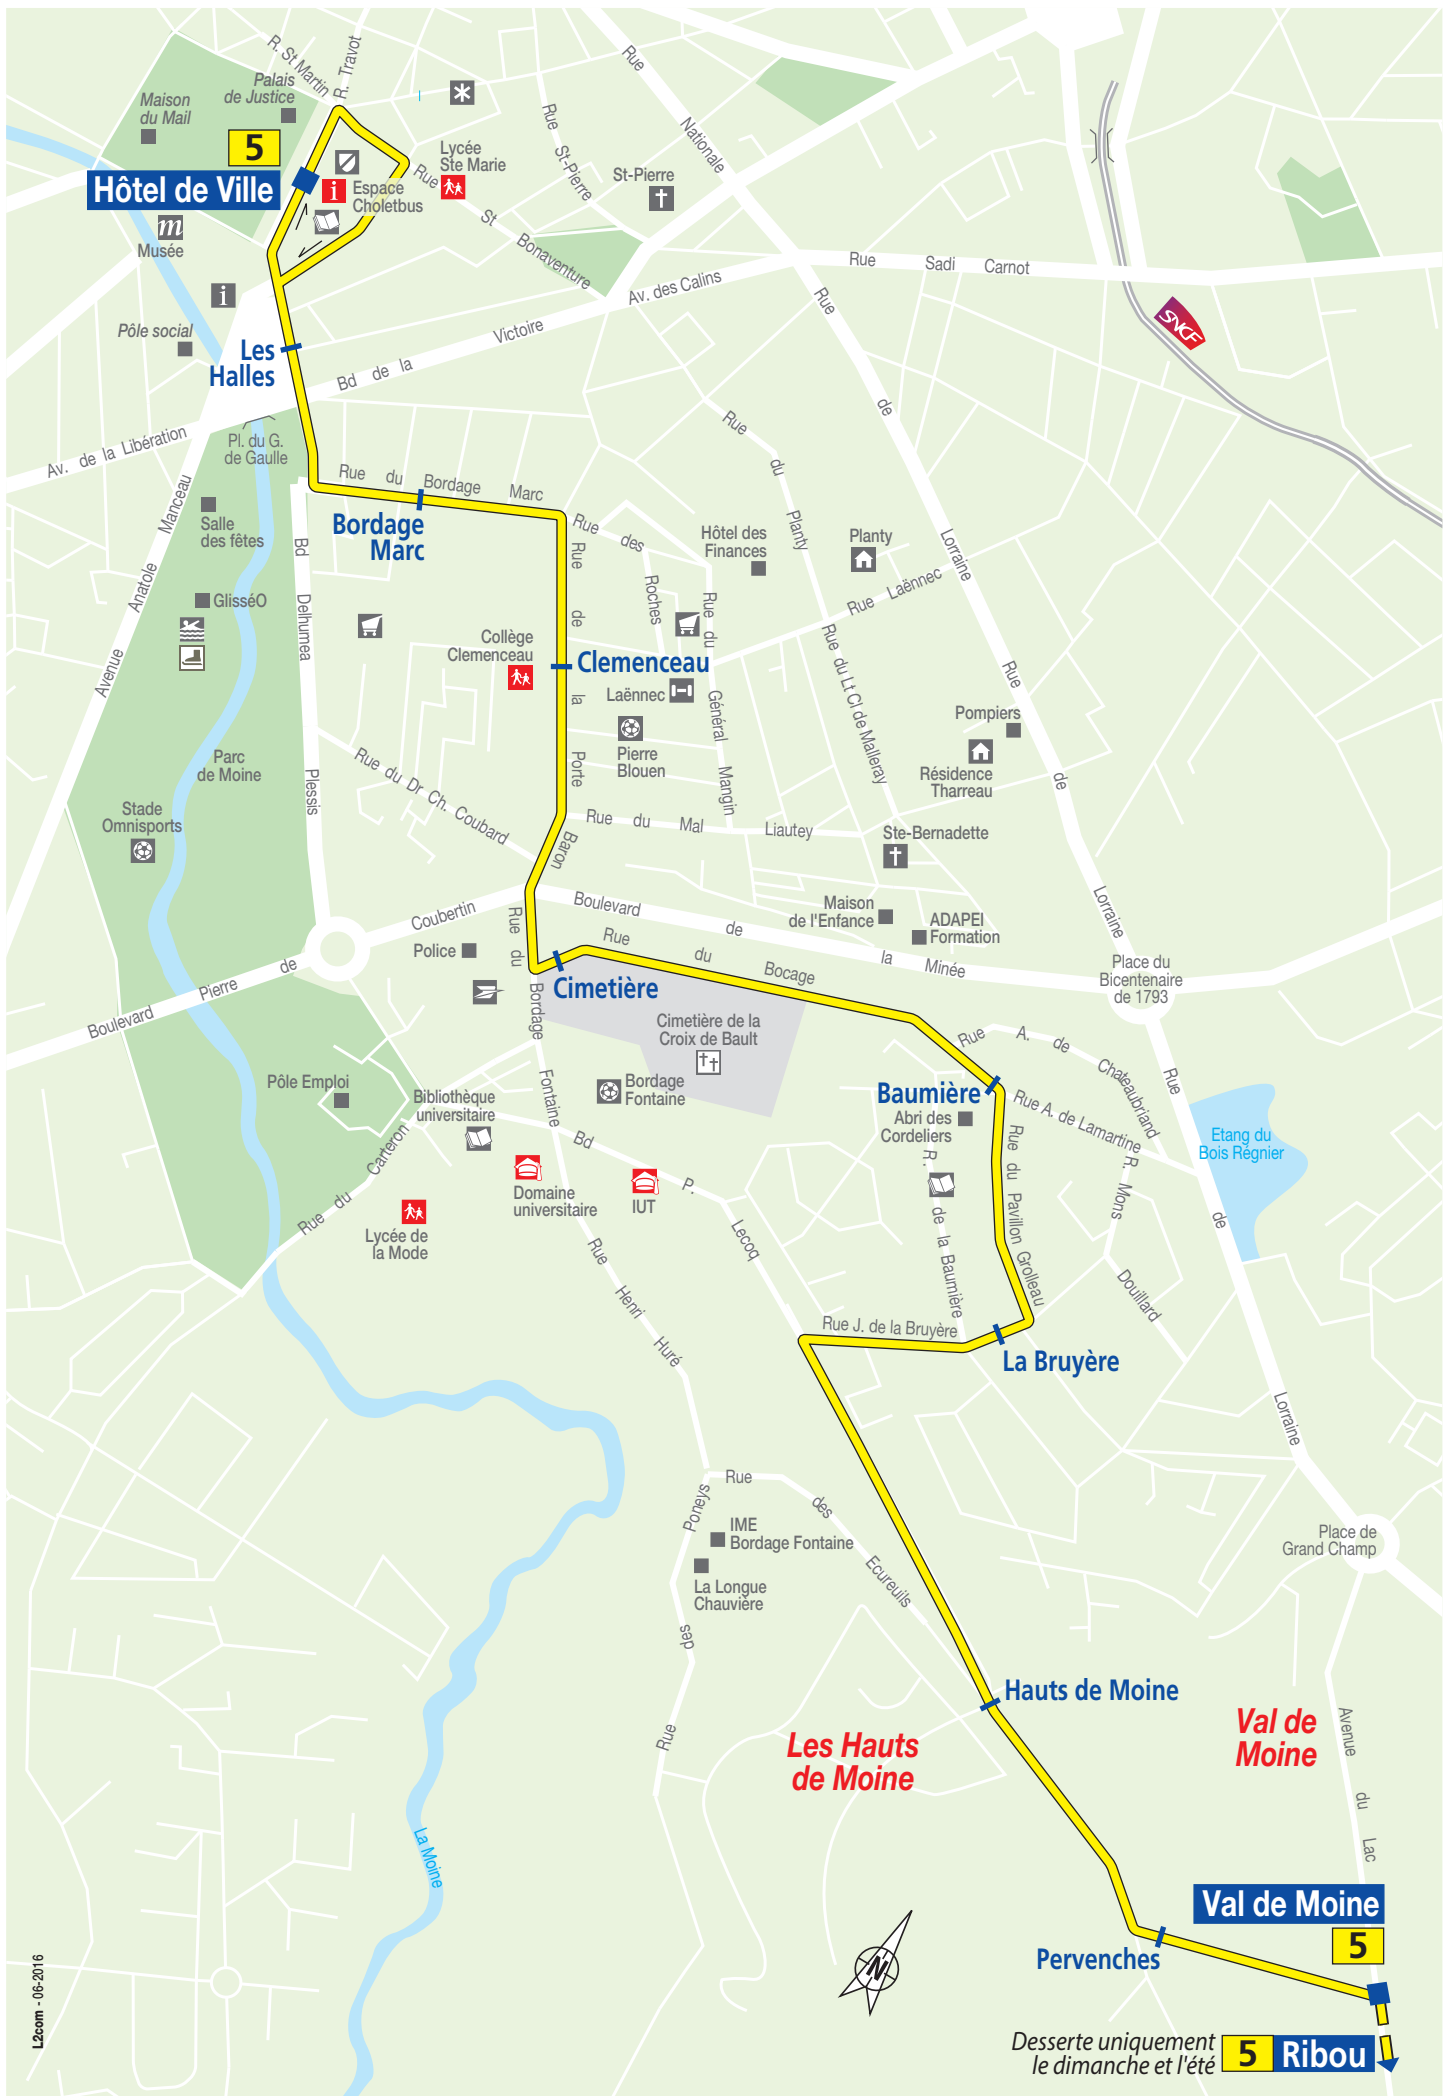 R. St Martin
R. Travot
Palais
de Justice
Maison
du Mail
5
Hôtel de Ville
i
Espace
Choletbus
Lycée
Ste Marie
m
Musée
i
Pôle social
Les
Halles
Rue St Bonaventure
Rue St-Pierre
St-Pierre
Rue Nationale
Av. des Calins
Rue Sadi Carnot
Bd de la Victoire
SNCF
Av. de la Libération
Pl. du G.
de Gaulle
Avenue Anatole Manceau
Salle
des fêtes
GlisséO
Rue du Bordage Marc
Bordage
Marc
Bd Delhumea Plessis
Rue des Roches
Rue de la Porte Baron
Collège
Clemenceau
Clemenceau
Laënnec
Pierre
Blouen
Rue du Général Mangin
Hôtel des
Finances
Rue du Planty
Planty
Rue Laënnec
Rue du Lt Cl de Malleray
Rue de Lorraine
Rue de Lorraine
Pompiers
Résidence
Tharreau
Parc
de Moine
Stade
Omnisports
Rue du Dr Ch. Coubard
Rue du Mal Liautey
Ste-Bernadette
Maison
de l'Enfance
ADAPEI
Formation
Boulevard Pierre de Coubertin
Boulevard de la Minée
Police
Rue du Bordage Fontaine
Cimetière
Rue du Bocage
Place du
Bicentenaire
de 1793
Cimetière de la
Croix de Bault
Bordage
Fontaine
Pôle Emploi
Bibliothèque
universitaire
Rue du Carteron
Lycée de
la Mode
Domaine
universitaire
IUT
Bd P. Lecoq
Rue Henri Huré
Baumière
Abri des
Cordeliers
Rue A. de Chateaubriand
Rue A. de Lamartine
R. Mons Douillard
R. de la Baumière
Rue du Pavillon Grolleau
Etang du
Bois Régnier
Rue de Lorraine
Rue J. de la Bruyère
La Bruyère
Rue des Ecureuils
Rue des Poneys
IME
Bordage Fontaine
La Longue
Chauvière
Place de
Grand Champ
Hauts de Moine
Les Hauts
de Moine
Val de
Moine
Avenue du Lac
La Moine
N
Val de Moine
5
Pervenches
Desserte uniquement
le dimanche et l'été
5 Ribou
L2com - 06-2016